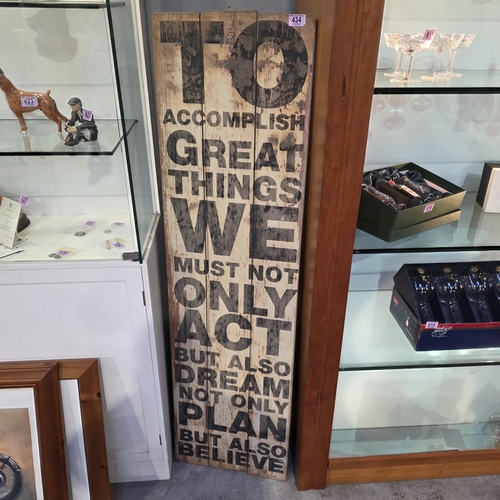 434
TO
ACCOMPLISH
GREAT
THINGS
WE
MUST NOT
ONLY
ACT
BUT ALSO
DREAM
NOT ONLY
PLAN
BUT ALSO
BELIEVE